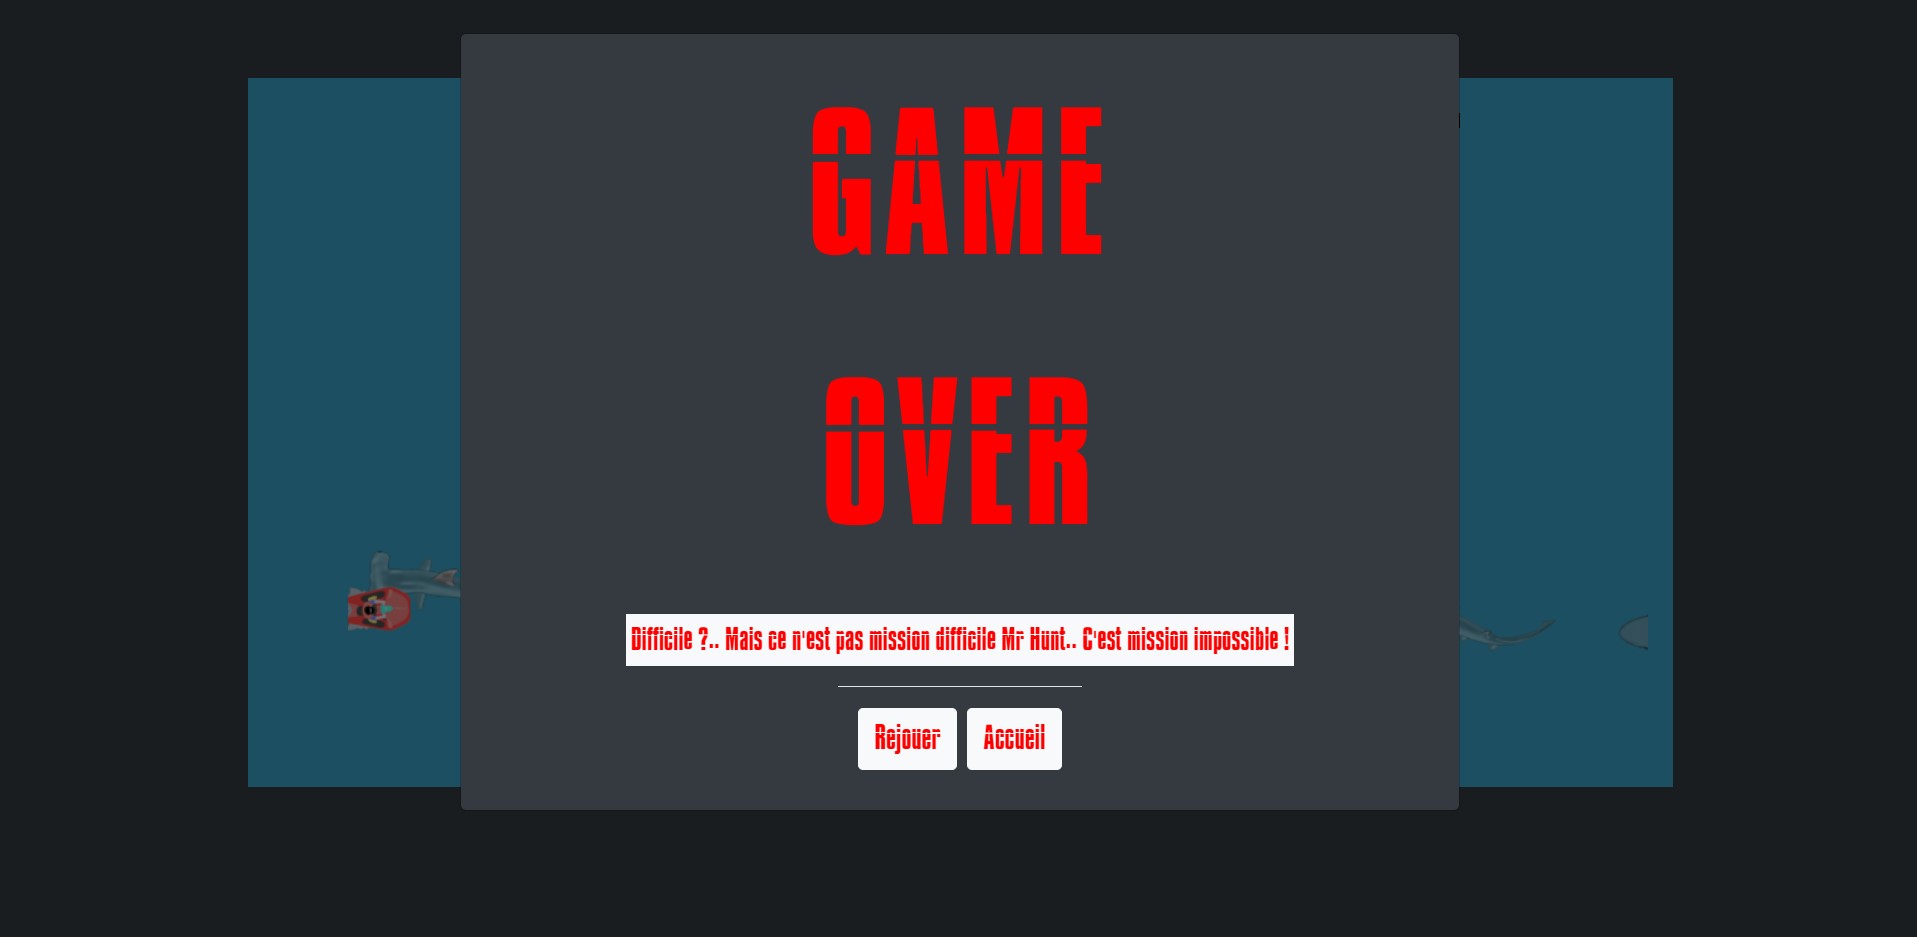 GAME
OVER
Difficile ?.. Mais ce n'est pas mission difficile Mr Hunt.. C'est mission impossible !
Rejouer
Accueil